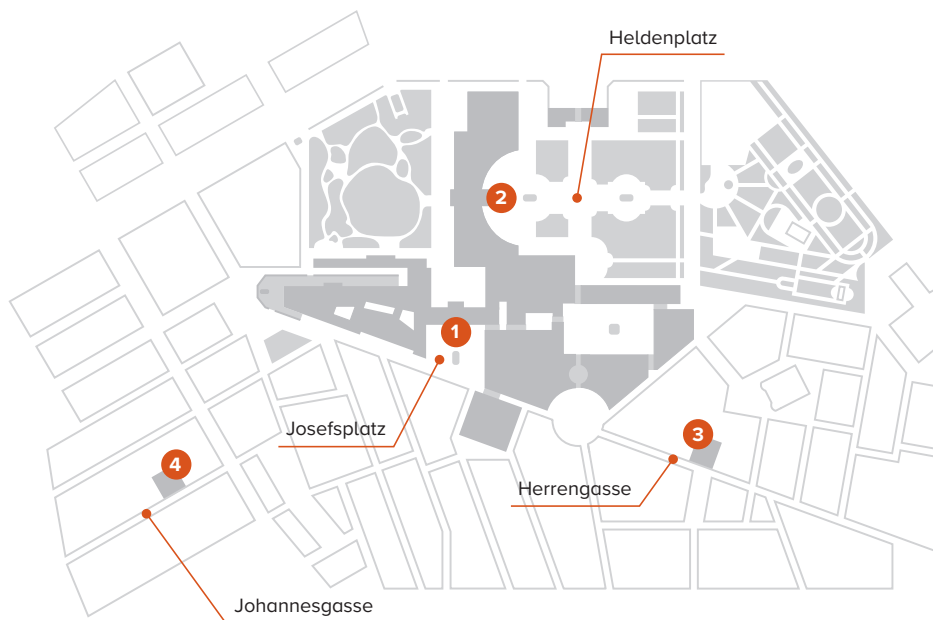 Heldenplatz
2
1
Josefsplatz
3
4
Herrengasse
Johannesgasse